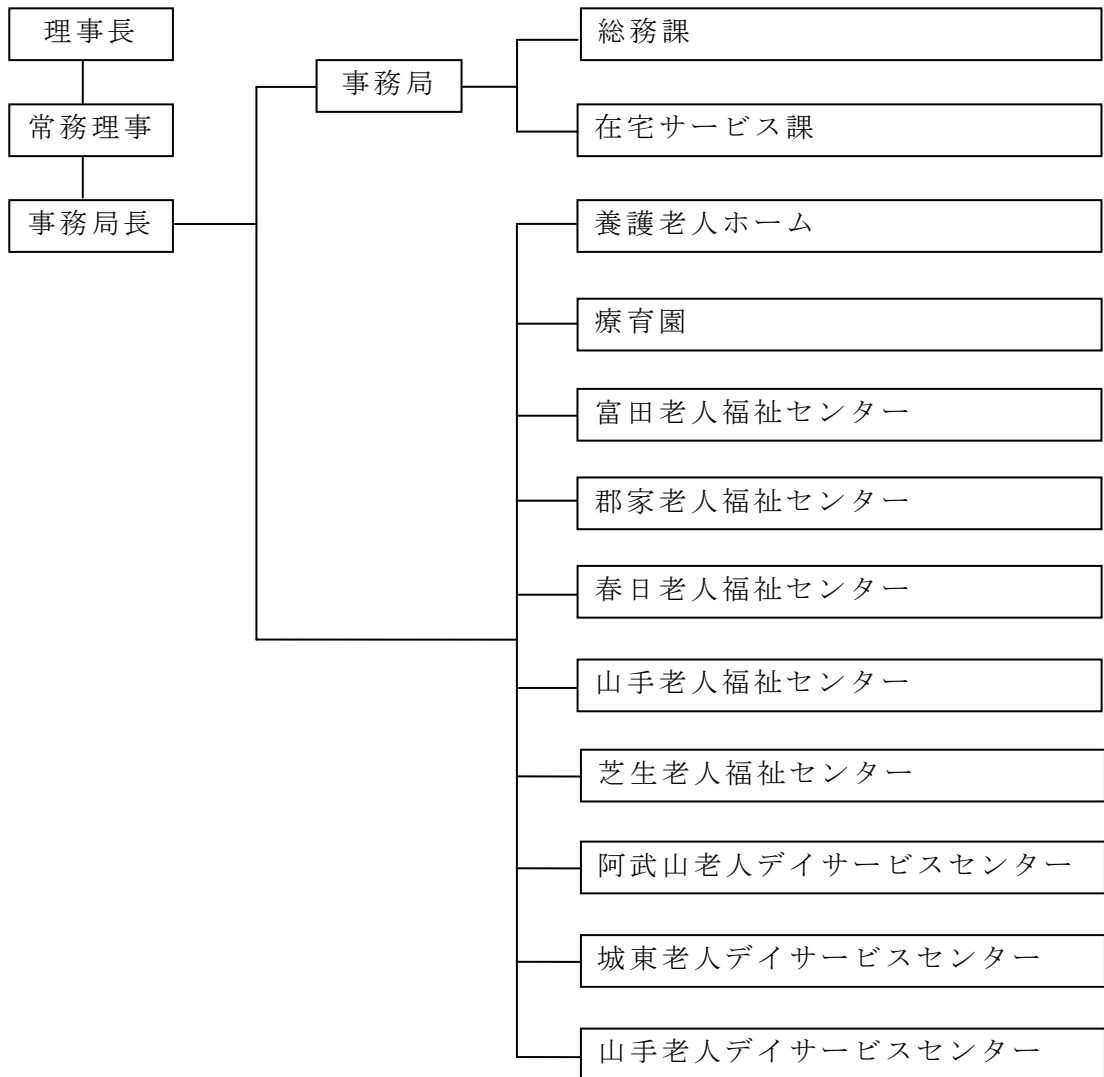 理事長
常務理事
事務局長
事務局
総務課
在宅サービス課
養護老人ホーム
療育園
富田老人福祉センター
郡家老人福祉センター
春日老人福祉センター
山手老人福祉センター
芝生老人福祉センター
阿武山老人デイサービスセンター
城東老人デイサービスセンター
山手老人デイサービスセンター